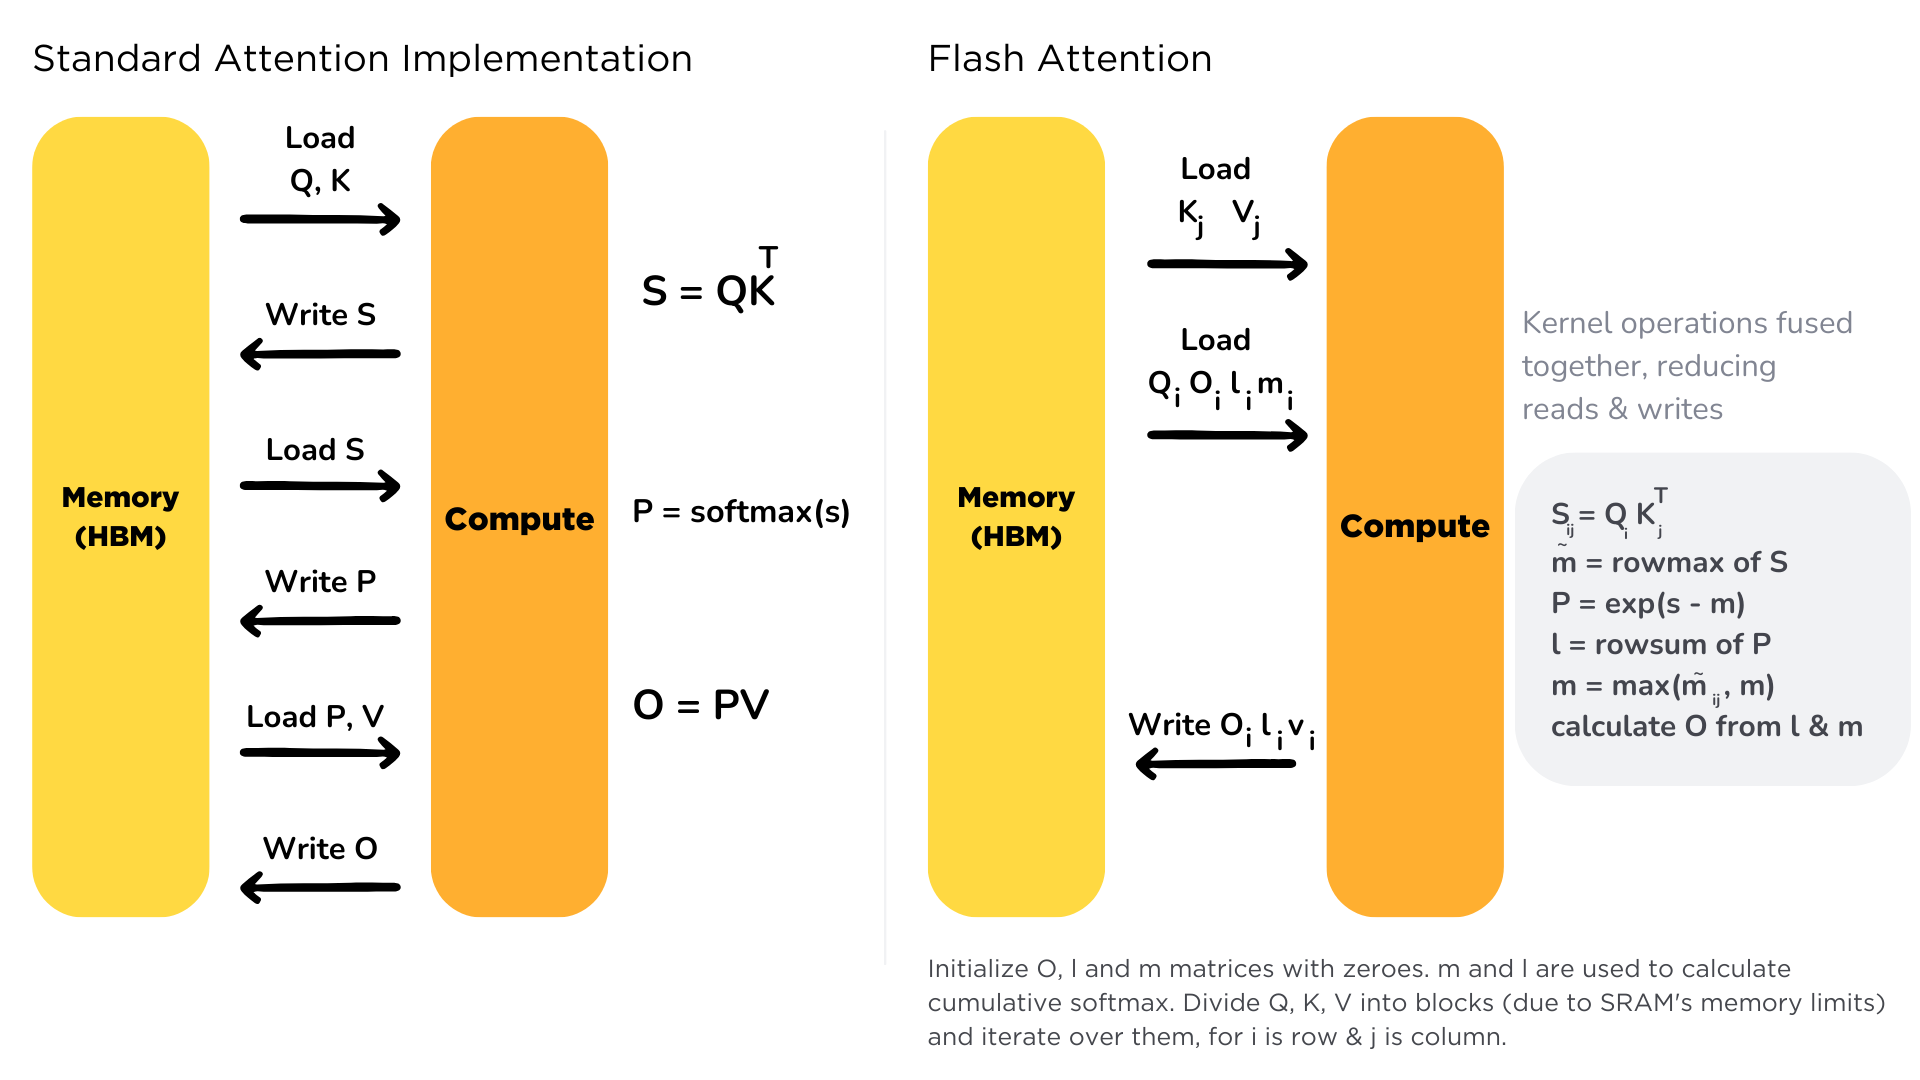 Standard Attention Implementation
Load
Q, K
Write S
Load S
Write P
Load P, V
Write O
Memory
(HBM)
Compute
S = QKᵀ
P = softmax(s)
O = PV
Flash Attention
Load
Kⱼ Vⱼ
Load
Qᵢ Oᵢ lᵢ mᵢ
Write Oᵢ lᵢ vᵢ
Memory
(HBM)
Compute
Kernel operations fused
together, reducing
reads & writes
Sᵢⱼ = Qᵢ Kⱼᵀ
m̃ = rowmax of S
P = exp(s - m)
l = rowsum of P
m = max(m̃ᵢⱼ, m)
calculate O from l & m
Initialize O, l and m matrices with zeroes. m and l are used to calculate
cumulative softmax. Divide Q, K, V into blocks (due to SRAM's memory limits)
and iterate over them, for i is row & j is column.